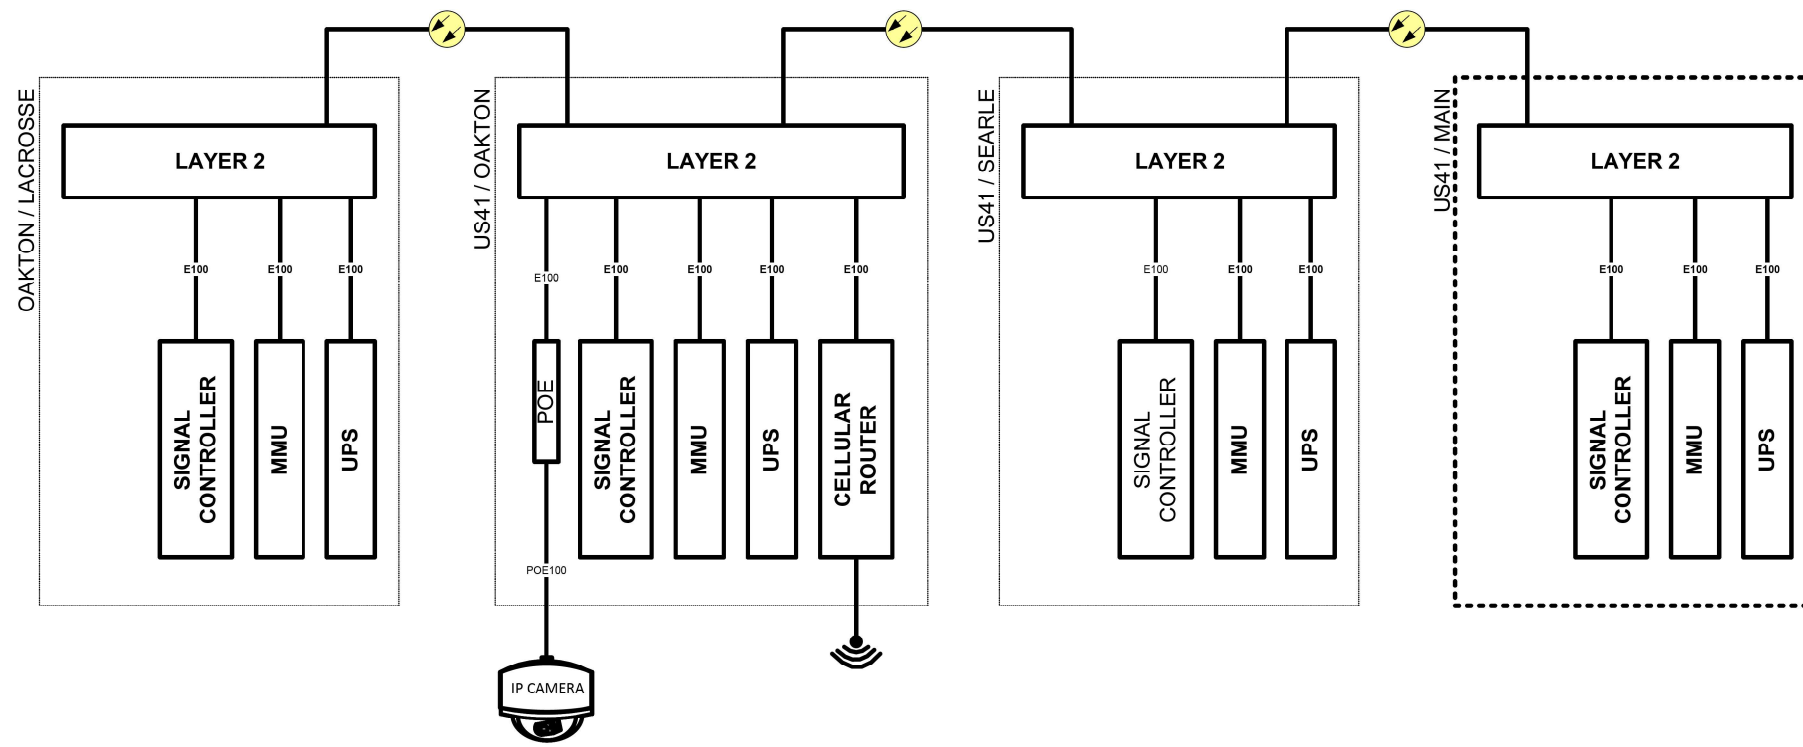 OAKTON / LACROSSE
LAYER 2
E100
E100
E100
SIGNAL
CONTROLLER
MMU
UPS
US41 / OAKTON
LAYER 2
E100
E100
E100
E100
E100
POE
SIGNAL
CONTROLLER
MMU
UPS
CELLULAR
ROUTER
POE100
IP CAMERA
US41 / SEARLE
LAYER 2
E100
E100
E100
SIGNAL
CONTROLLER
MMU
UPS
US41 / MAIN
LAYER 2
E100
E100
E100
SIGNAL
CONTROLLER
MMU
UPS